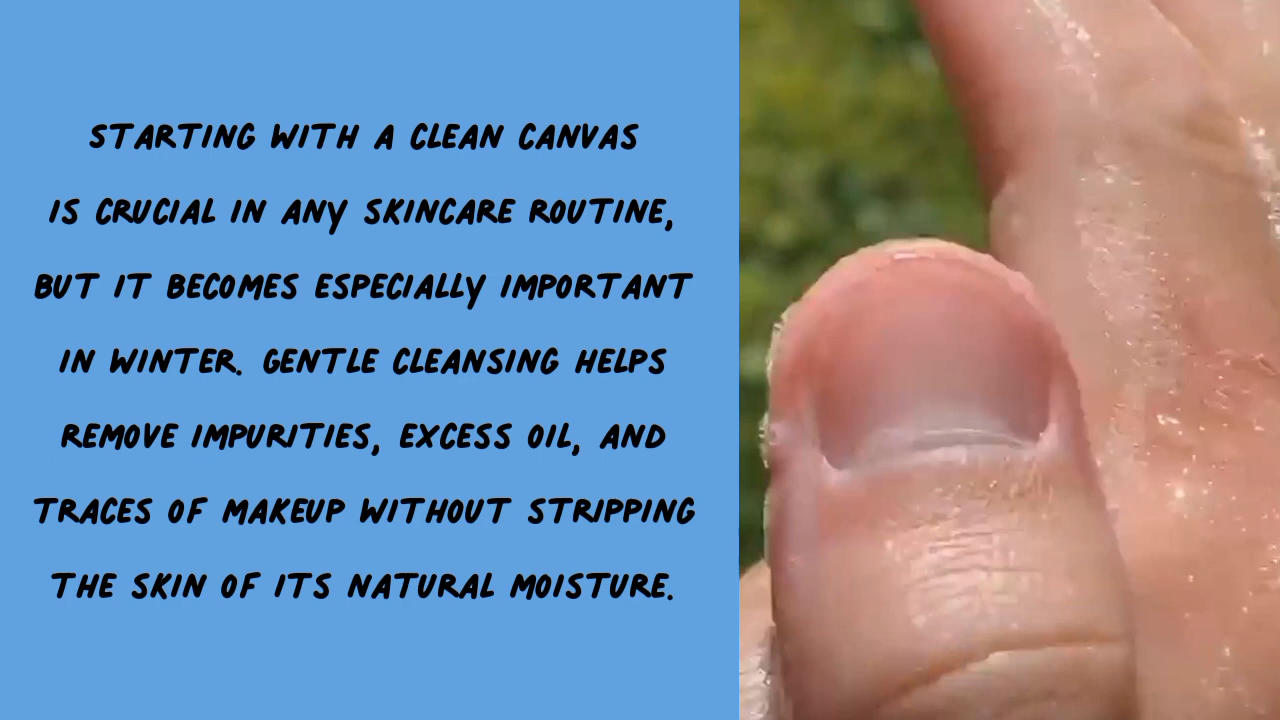 STARTING WITH A CLEAN CANVAS
IS CRUCIAL IN ANY SKINCARE ROUTINE,
BUT IT BECOMES ESPECIALLY IMPORTANT
IN WINTER. GENTLE CLEANSING HELPS
REMOVE IMPURITIES, EXCESS OIL, AND
TRACES OF MAKEUP WITHOUT STRIPPING
THE SKIN OF ITS NATURAL MOISTURE.